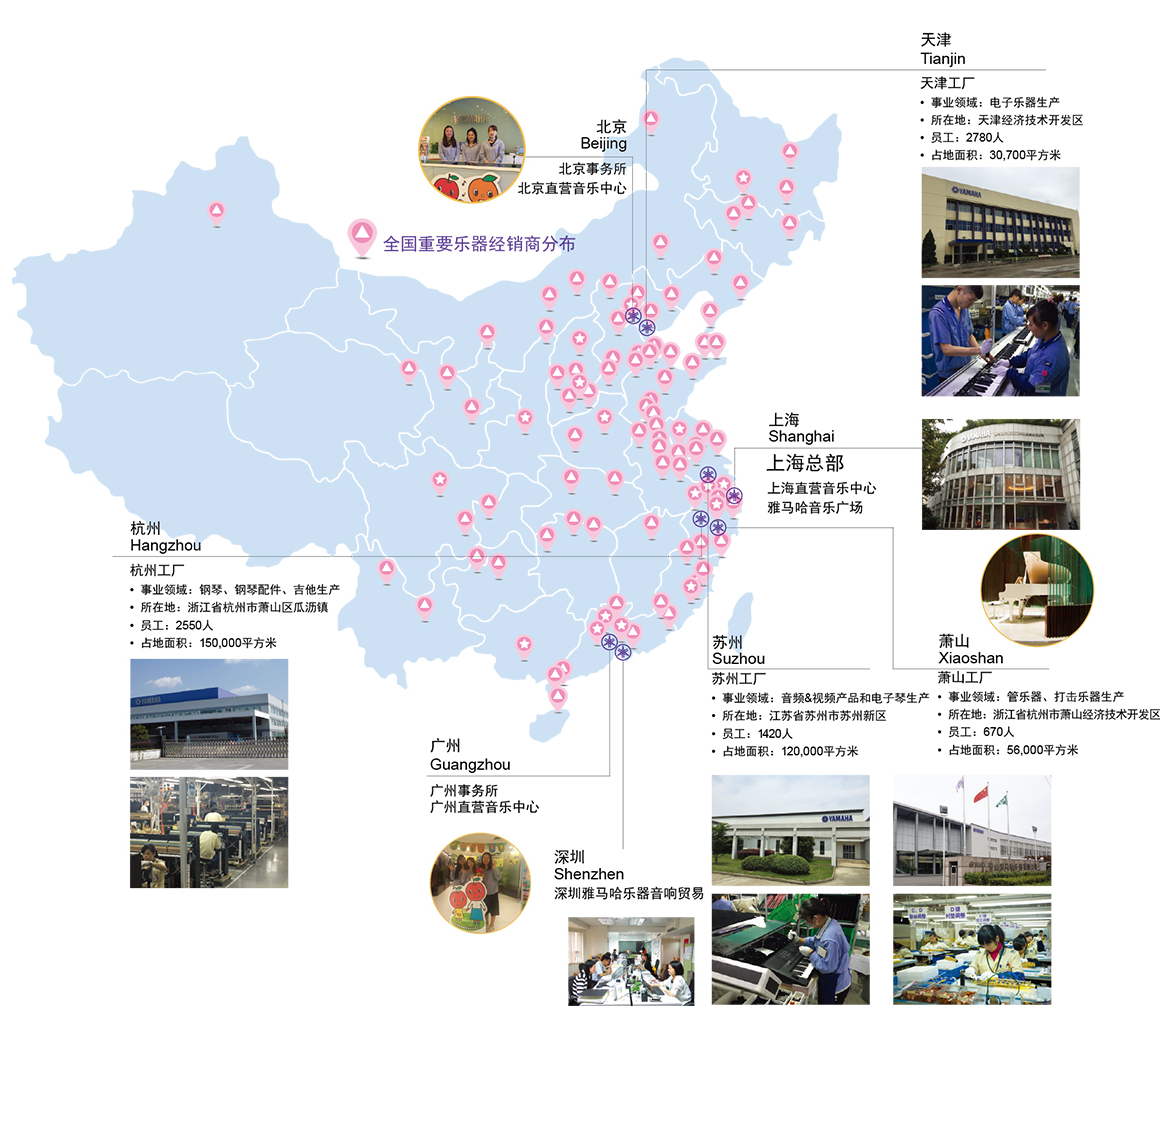 天津
Tianjin
天津工厂
• 事业领域：电子乐器生产
• 所在地：天津经济技术开发区
• 员工：2780人
• 占地面积：30,700平方米
YAMAHA
北京
Beijing
北京事务所
北京直营音乐中心
全国重要乐器经销商分布
上海
Shanghai
上海总部
上海直营音乐中心
雅马哈音乐广场
YAMAHA
杭州
Hangzhou
杭州工厂
• 事业领域：钢琴、钢琴配件、吉他生产
• 所在地：浙江省杭州市萧山区瓜沥镇
• 员工：2550人
• 占地面积：150,000平方米
YAMAHA
苏州
Suzhou
苏州工厂
• 事业领域：音频&视频产品和电子琴生产
• 所在地：江苏省苏州市苏州新区
• 员工：1420人
• 占地面积：120,000平方米
YAMAHA
萧山
Xiaoshan
萧山工厂
• 事业领域：管乐器、打击乐器生产
• 所在地：浙江省杭州市萧山经济技术开发区
• 员工：670人
• 占地面积：56,000平方米
广州
Guangzhou
广州事务所
广州直营音乐中心
深圳
Shenzhen
深圳雅马哈乐器音响贸易